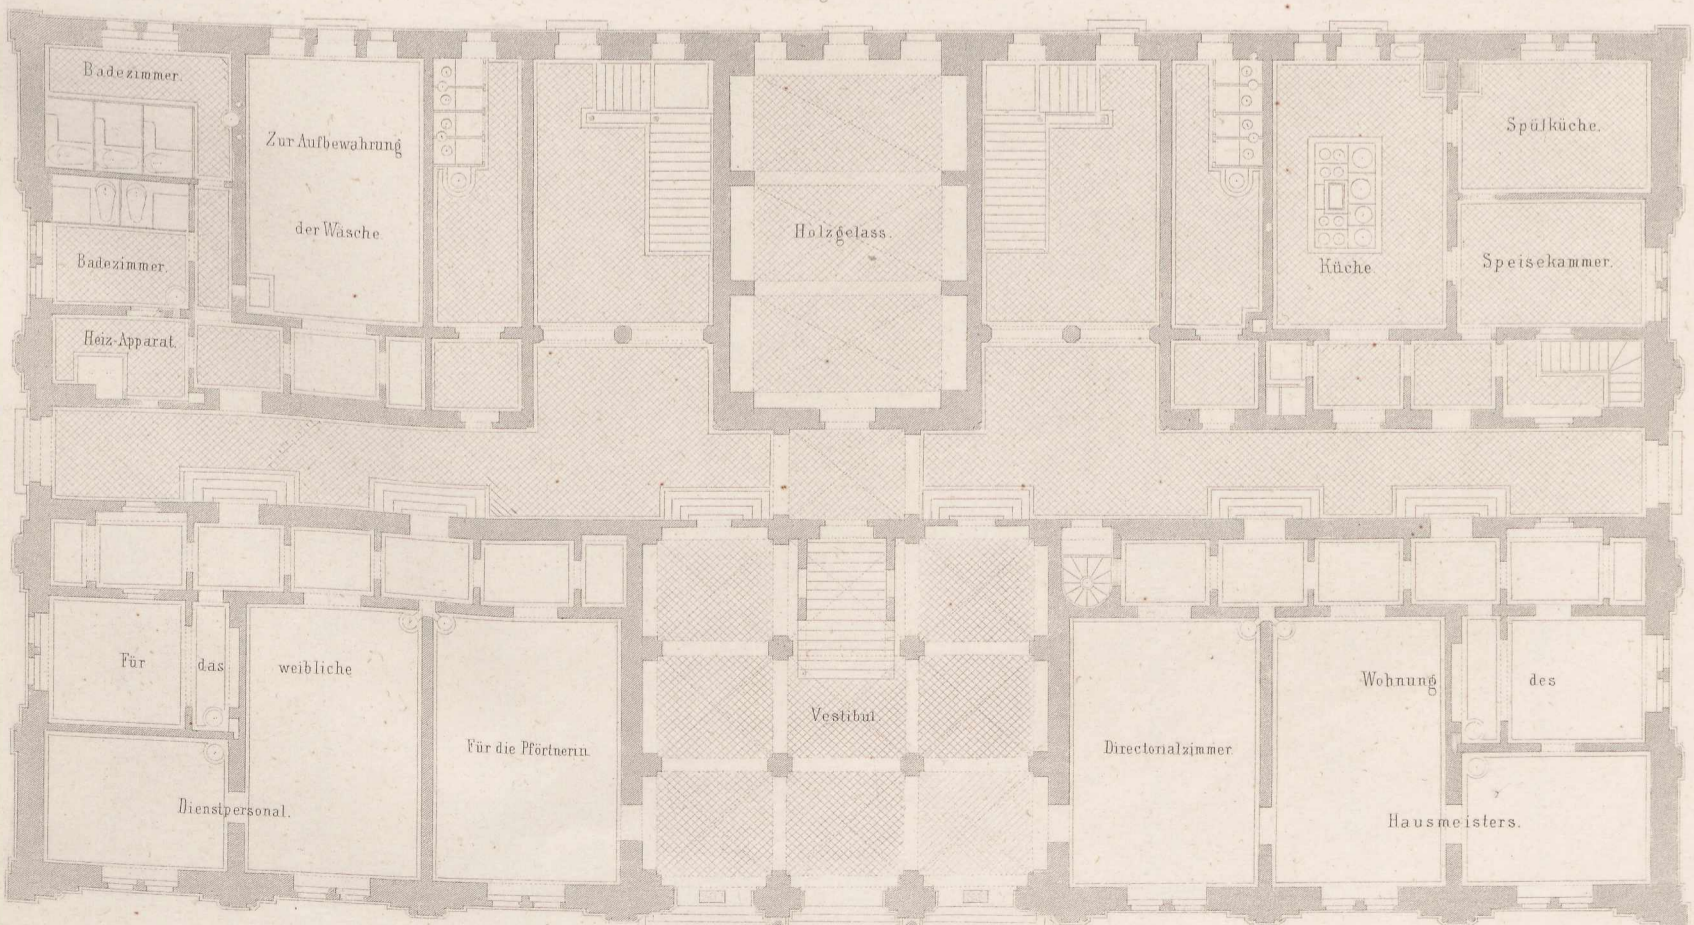 Badezimmer.
Zur Aufbewahrung
der Wäsche
Badezimmer.
Heiz-Apparat.
Holzgelass.
Küche.
Spülküche.
Speisekammer.
Für das weibliche
Dienstpersonal.
Für die Pförtnerin.
Vestibul.
Directorialzimmer
Wohnung des
Hausmeisters.